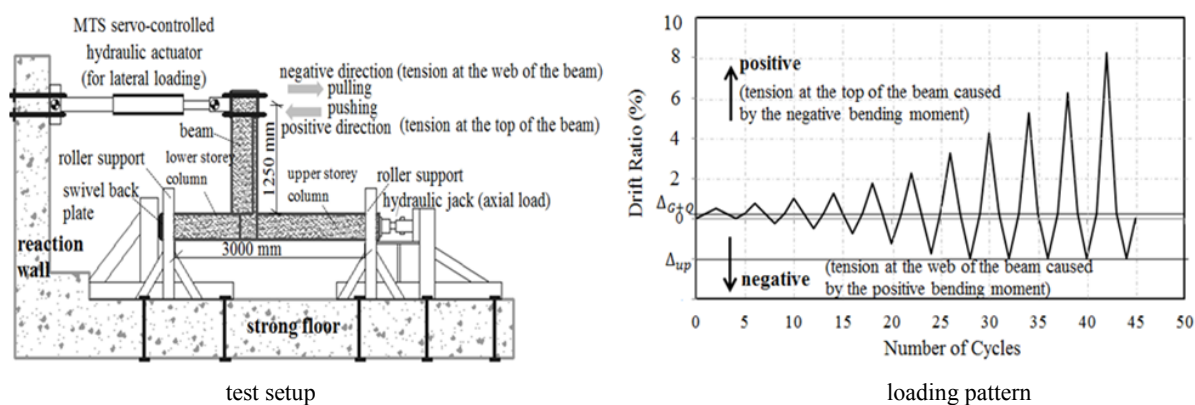 MTS servo-controlled
hydraulic actuator
(for lateral loading)
negative direction (tension at the web of the beam)
pulling
pushing
positive direction (tension at the top of the beam)
beam
1250 mm
roller support
lower storey
column
swivel back
plate
upper storey
column
roller support
hydraulic jack (axial load)
reaction
wall
3000 mm
strong floor
test setup
Drift Ratio (%)
10
8
6
4
2
Δ_{G+Q}
0
Δ_{up}
positive
(tension at the top of the beam caused
by the negative bending moment)
negative
(tension at the web of the beam caused
by the positive bending moment)
0 5 10 15 20 25 30 35 40 45 50
Number of Cycles
loading pattern